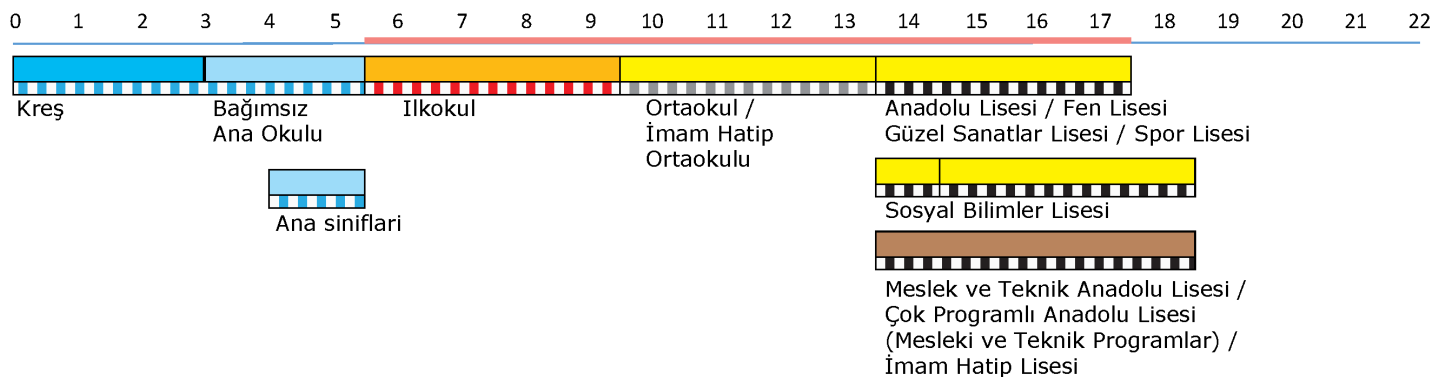 0 1 2 3 4 5 6 7 8 9 10 11 12 13 14 15 16 17 18 19 20 21 22
Kreş
Bağımsız
Ana Okulu
Ilkokul
Ortaokul /
İmam Hatip
Ortaokulu
Anadolu Lisesi / Fen Lisesi
Güzel Sanatlar Lisesi / Spor Lisesi
Ana siniflari
Sosyal Bilimler Lisesi
Meslek ve Teknik Anadolu Lisesi /
Çok Programlı Anadolu Lisesi
(Mesleki ve Teknik Programlar) /
İmam Hatip Lisesi